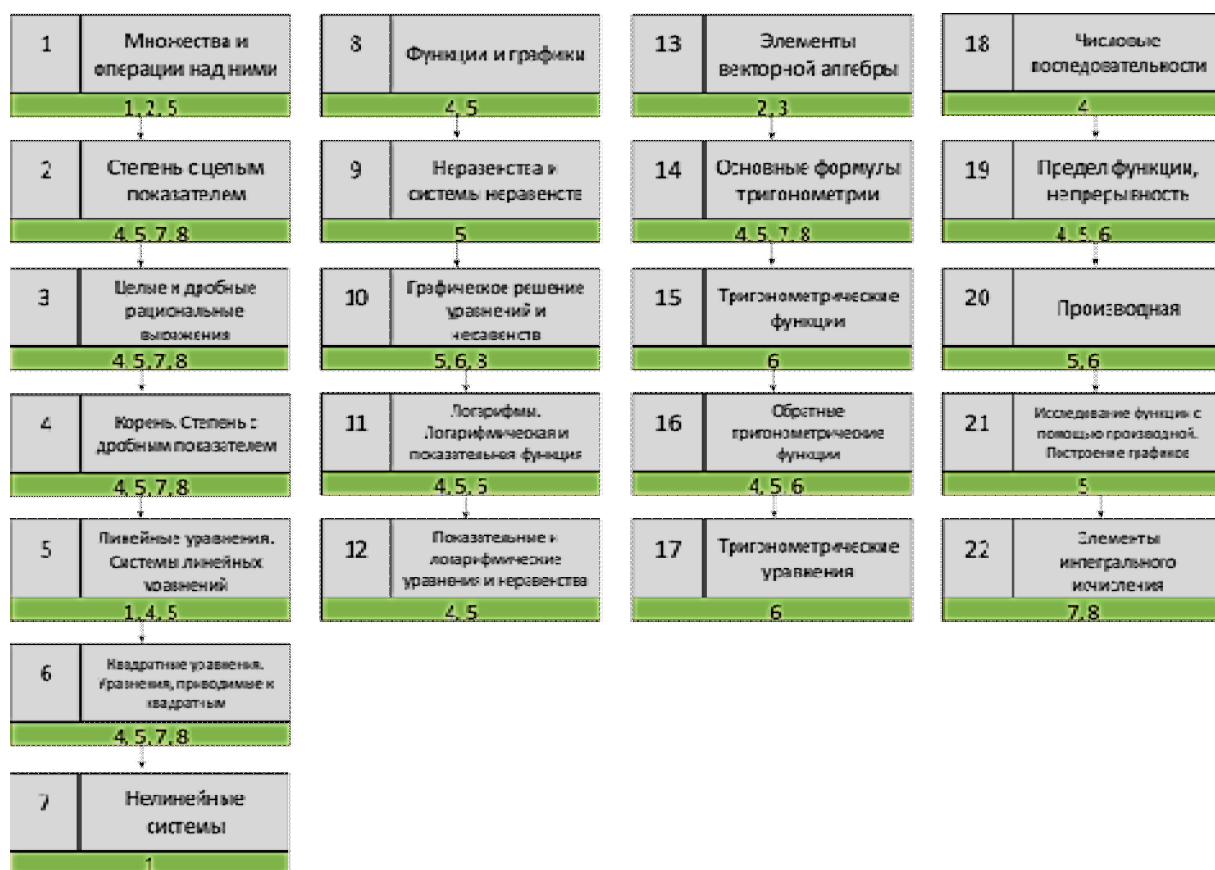 1
Множества и
операции над ними
1, 2, 5
2
Степень с целым
показателем
4, 5, 7, 8
3
Целые и дробные
рациональные
выражения
4, 5, 7, 8
4
Корень. Степень с
дробным показателем
4, 5, 7, 8
5
Линейные уравнения.
Системы линейных
уравнений
1, 4, 5
6
Квадратные уравнения.
Уравнения, приводимые к
квадратным
4, 5, 7, 8
7
Нелинейные
системы
1
8
Функции и графики
4, 5
9
Неравенства и
системы неравенств
5
10
Графическое решение
уравнений и
неравенств
5, 6,
11
Логарифмы.
Логарифмическая и
показательная функция
4, 5,
12
Показательные и
логарифмические
уравнения и неравенства
4, 5
13
Элементы
векторной алгебры
2, 3
14
Основные формулы
тригонометрии
4, 5, 7, 8
15
Тригонометрические
функции
6
16
Обратные
тригонометрические
функции
4, 5, 6
17
Тригонометрические
уравнения
6
18
Числовые
последовательности
4
19
Предел функции,
непрерывность
4, 5, 6
20
Производная
5, 6
21
Исследование функции с
помощью производной.
Построение графиков
5
22
Элементы
интегрального
исчисления
7, 8